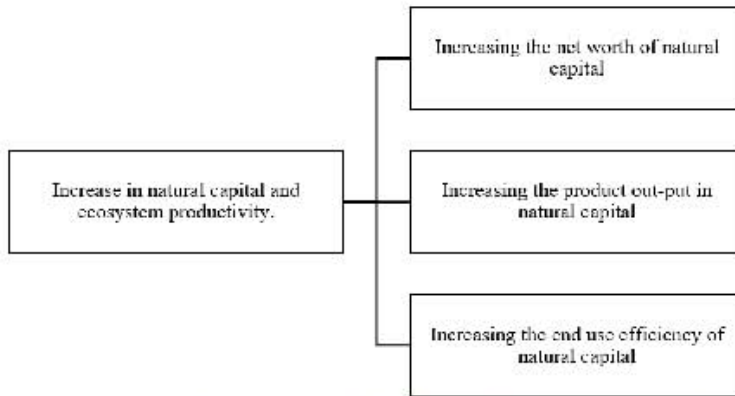 Increasing the net worth of natural
capital
Increase in natural capital and
ecosystem productivity.
Increasing the product out-put in
natural capital
Increasing the end use efficiency of
natural capital